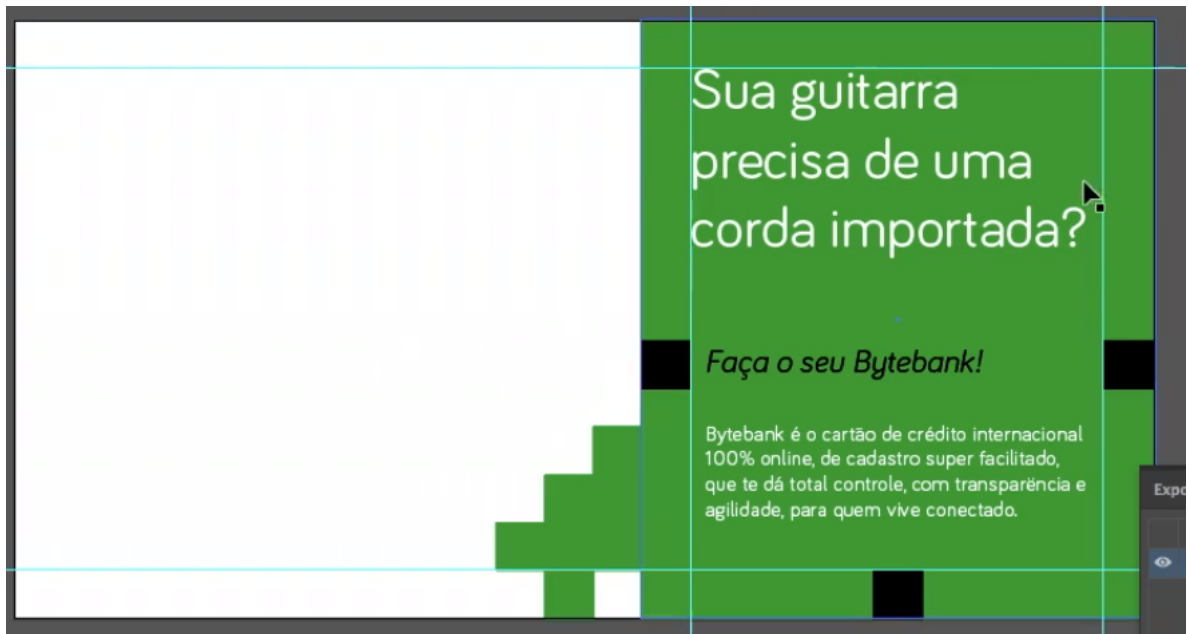 Sua guitarra
precisa de uma
corda importada?
Faça o seu Bytebank!
Bytebank é o cartão de crédito internacional
100% online, de cadastro super facilitado,
que te dá total controle, com transparência e
agilidade, para quem vive conectado.
Expo